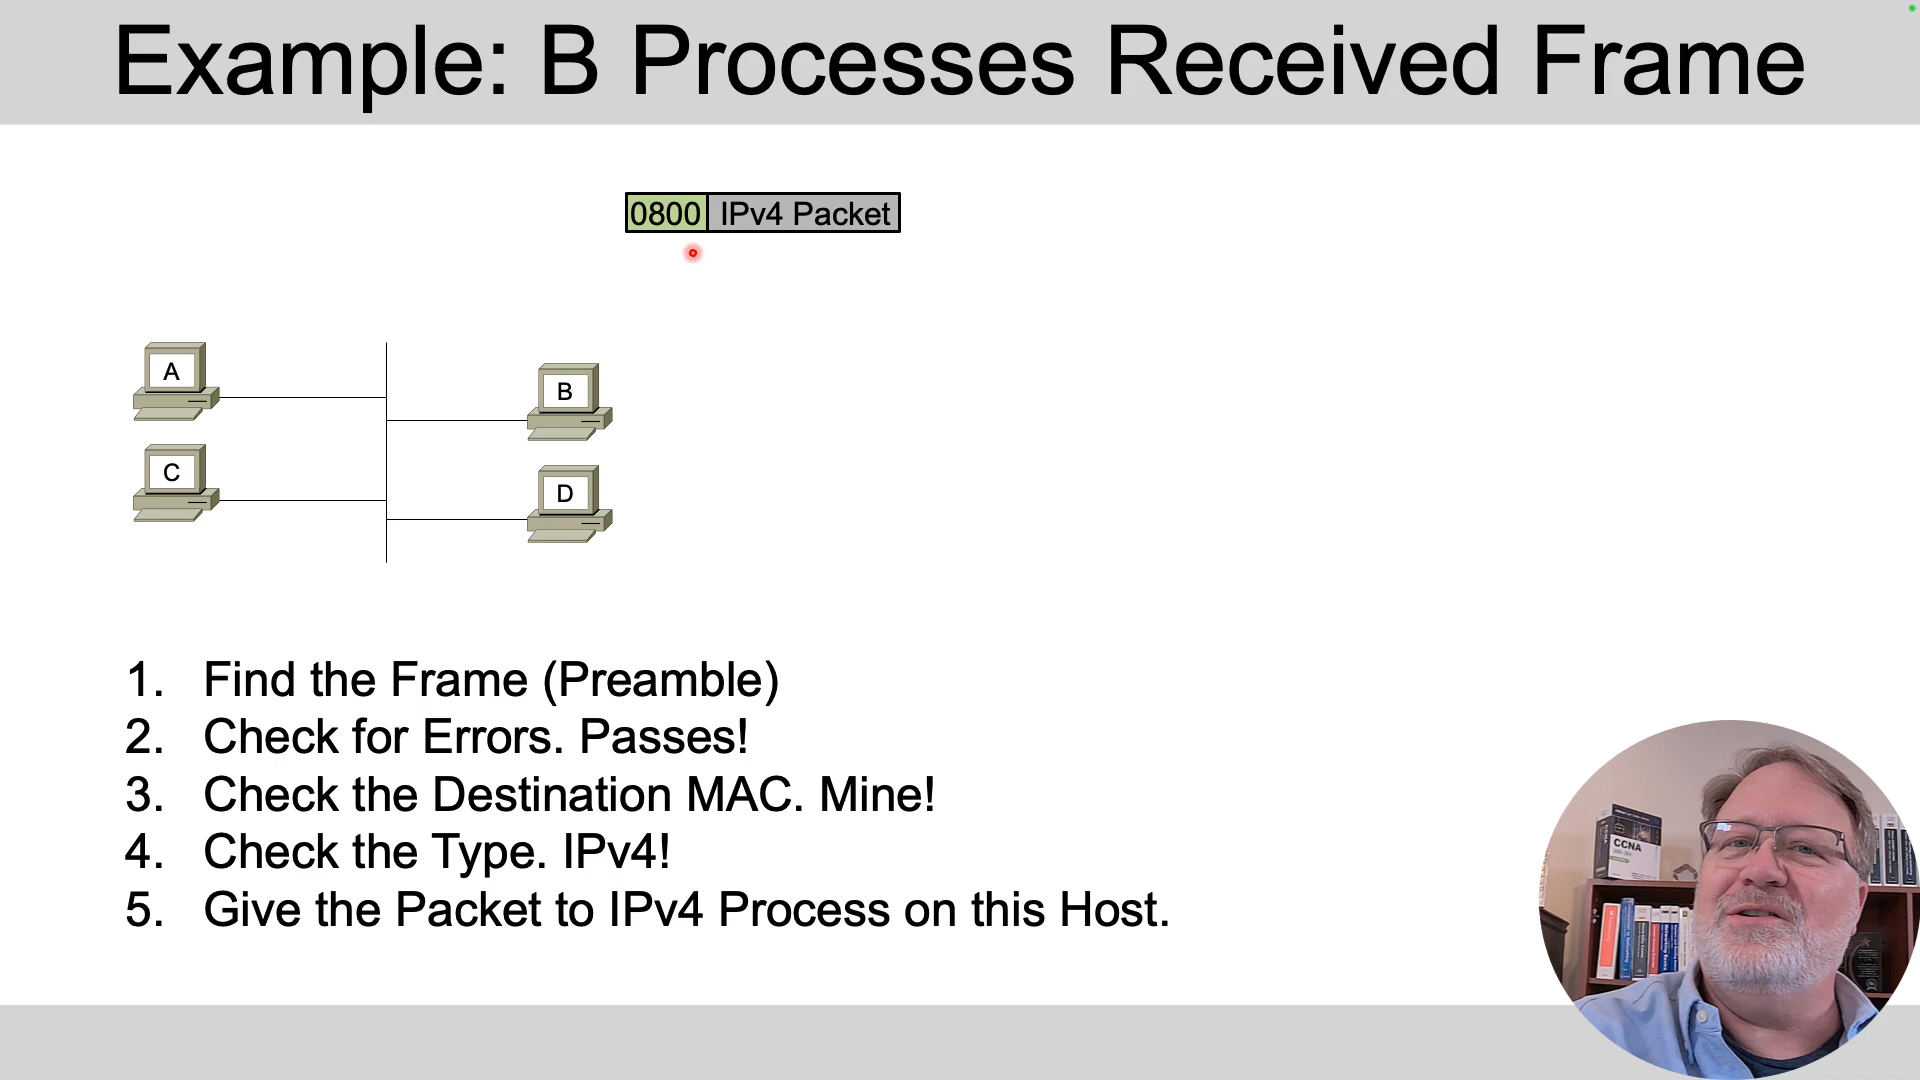 Example: B Processes Received Frame
0800 IPv4 Packet
A
B
C
D
1. Find the Frame (Preamble)
2. Check for Errors. Passes!
3. Check the Destination MAC. Mine!
4. Check the Type. IPv4!
5. Give the Packet to IPv4 Process on this Host.
CCNA